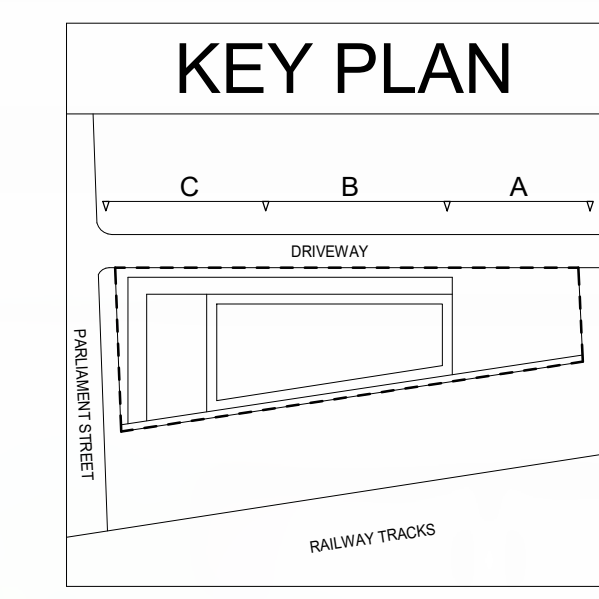 KEY PLAN
C B A
DRIVEWAY
PARLIAMENT STREET
RAILWAY TRACKS